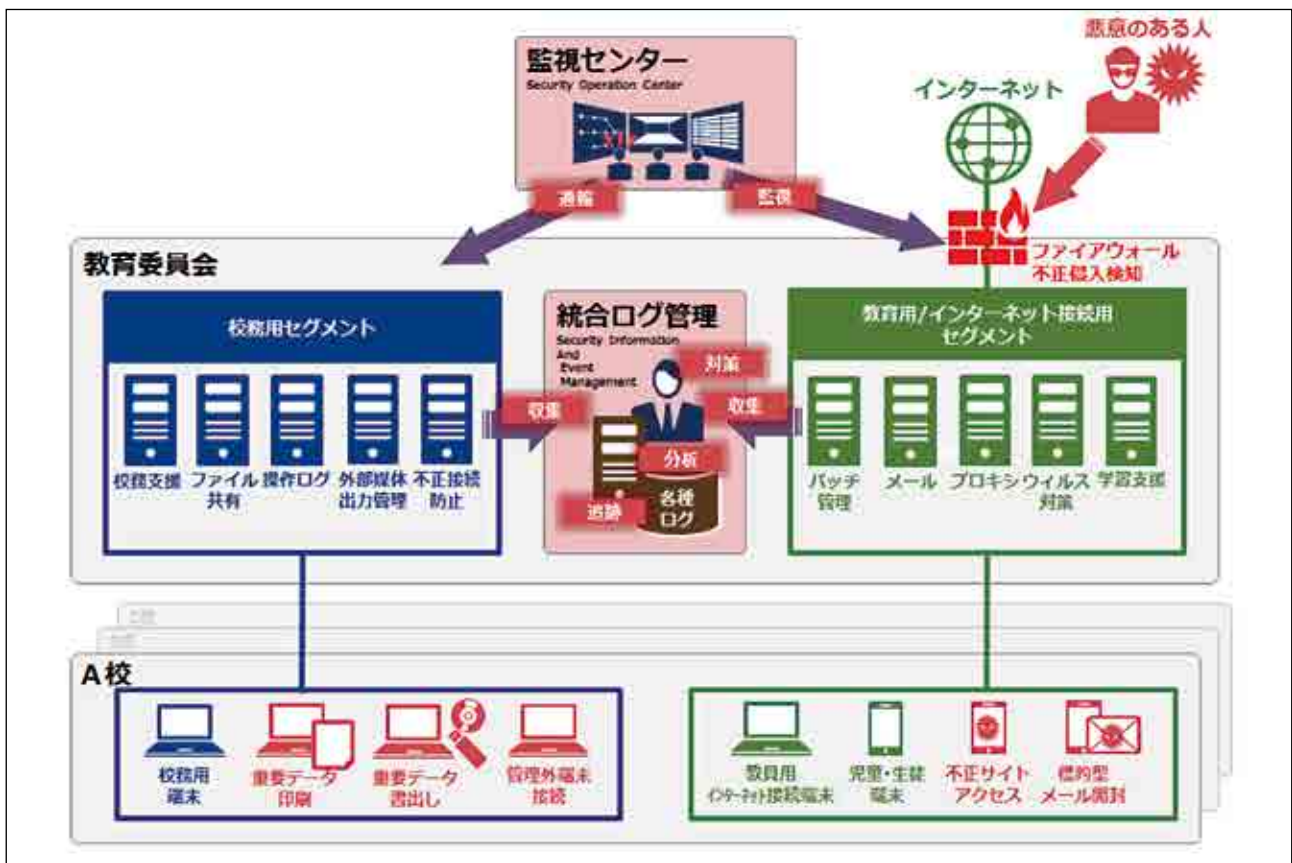 悪意のある人
監視センター
Security Operation Center
インターネット
通報
監視
ファイアウォール
不正侵入検知
教育委員会
校務用セグメント
統合ログ管理
Security Information
And
Event
Management
教育用/インターネット接続用
セグメント
対策
収集
収集
分析
追跡
各種
ログ
校務支援
ファイル
共有
操作ログ
外部媒体
出力管理
不正接続
防止
パッチ
管理
メール
プロキシ
ウィルス
対策
学習支援
A校
校務用
端末
重要データ
印刷
重要データ
書出し
管理外端末
接続
教員用
インターネット接続端末
児童・生徒
端末
不正サイト
アクセス
標的型
メール開封